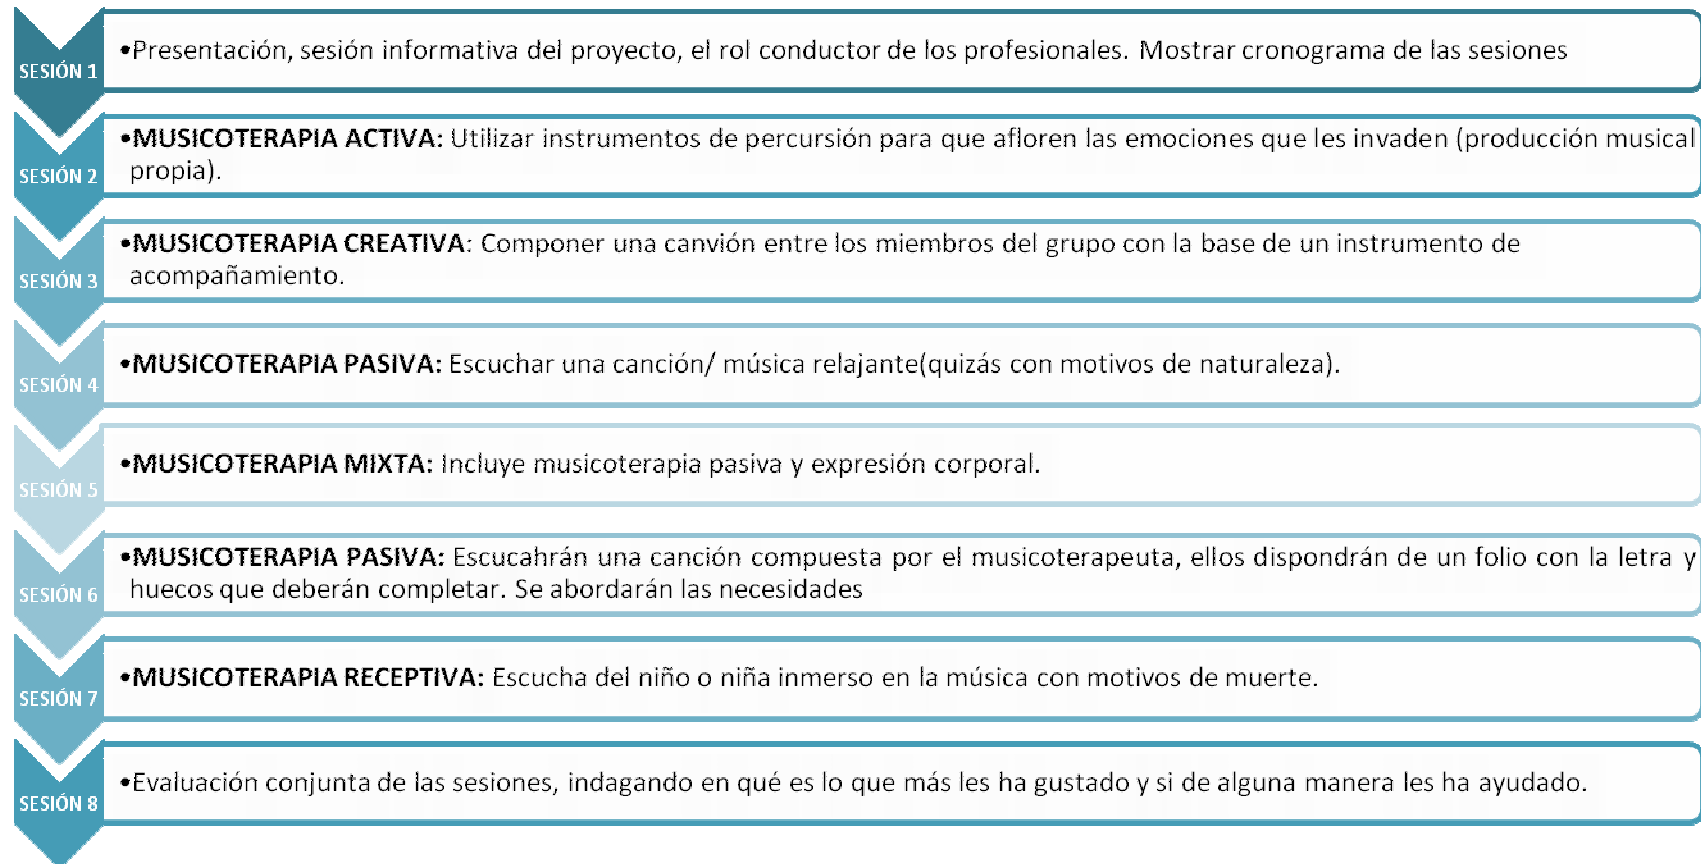 SESIÓN 1
•Presentación, sesión informativa del proyecto, el rol conductor de los profesionales. Mostrar cronograma de las sesiones
SESIÓN 2
•MUSICOTERAPIA ACTIVA: Utilizar instrumentos de percursión para que afloren las emociones que les invaden (producción musical
propia).
SESIÓN 3
•MUSICOTERAPIA CREATIVA: Componer una canvión entre los miembros del grupo con la base de un instrumento de
acompañamiento.
SESIÓN 4
•MUSICOTERAPIA PASIVA: Escuchar una canción/ música relajante(quizás con motivos de naturaleza).
SESIÓN 5
•MUSICOTERAPIA MIXTA: Incluye musicoterapia pasiva y expresión corporal.
SESIÓN 6
•MUSICOTERAPIA PASIVA: Escucahrán una canción compuesta por el musicoterapeuta, ellos dispondrán de un folio con la letra y
huecos que deberán completar. Se abordarán las necesidades
SESIÓN 7
•MUSICOTERAPIA RECEPTIVA: Escucha del niño o niña inmerso en la música con motivos de muerte.
SESIÓN 8
•Evaluación conjunta de las sesiones, indagando en qué es lo que más les ha gustado y si de alguna manera les ha ayudado.